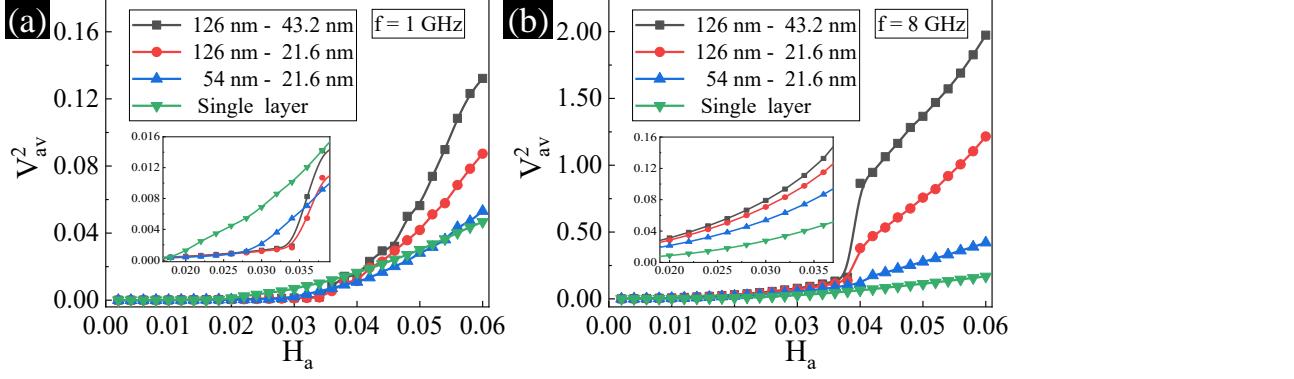 (a)
0.16
0.12
0.08
0.04
0.00
V²av
126 nm - 43.2 nm
126 nm - 21.6 nm
54 nm - 21.6 nm
Single layer
f = 1 GHz
0.016
0.012
0.008
0.004
0.000
0.020 0.025 0.030 0.035
0.00 0.01 0.02 0.03 0.04 0.05 0.06
Ha
(b)
2.00
1.50
1.00
0.50
0.00
V²av
126 nm - 43.2 nm
126 nm - 21.6 nm
54 nm - 21.6 nm
Single layer
f = 8 GHz
0.16
0.12
0.08
0.04
0.00
0.020 0.025 0.030 0.035
0.00 0.01 0.02 0.03 0.04 0.05 0.06
Ha